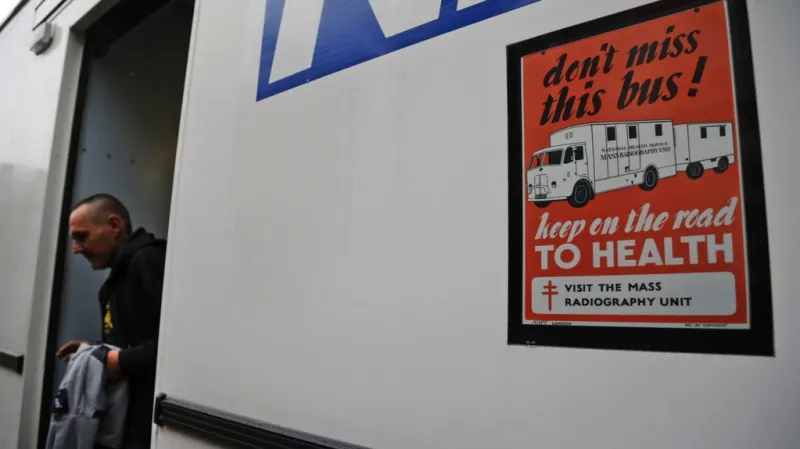 don't miss
this bus!
NATIONAL HEALTH SERVICE
MASS RADIOGRAPHY UNIT
keep on the road
TO HEALTH
VISIT THE MASS
RADIOGRAPHY UNIT